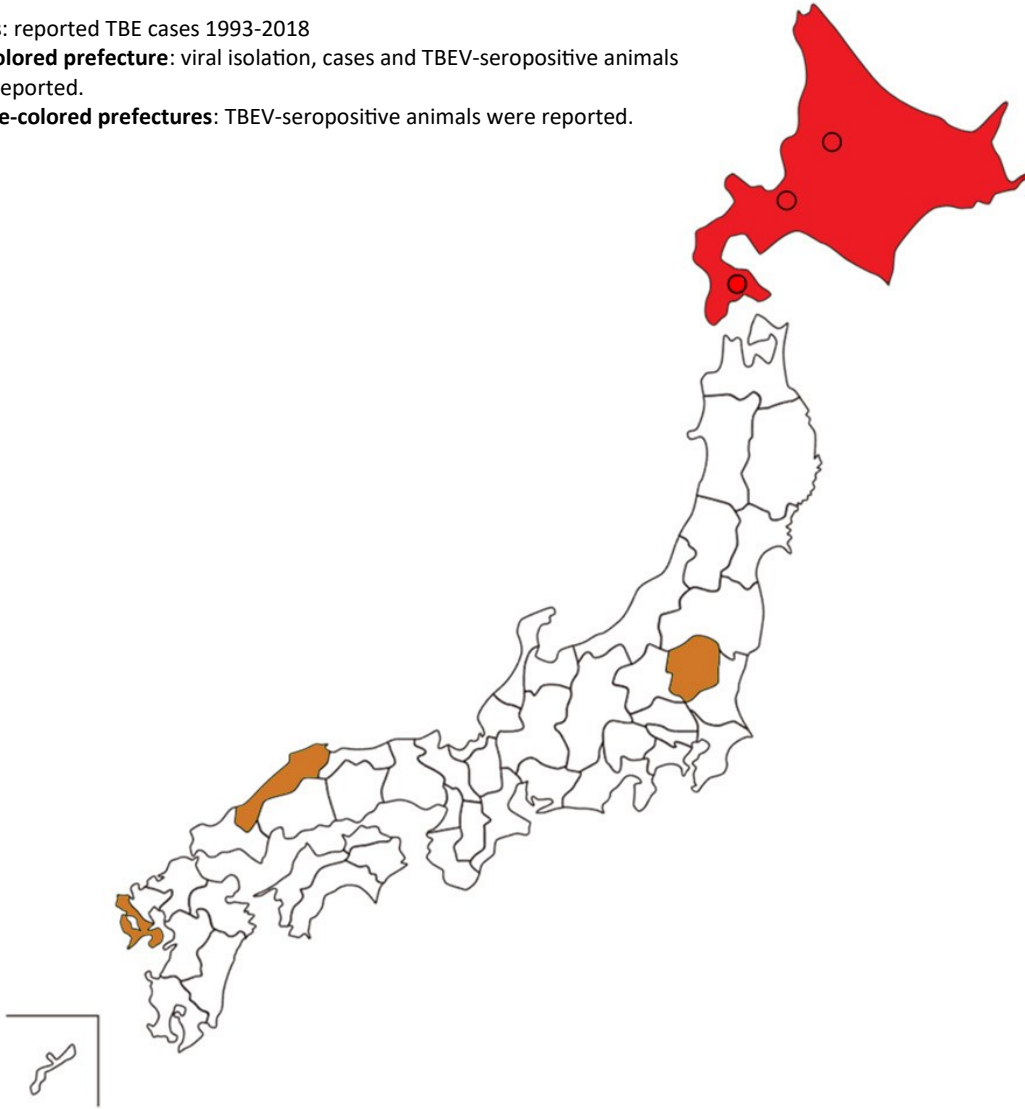 s: reported TBE cases 1993-2018
olored prefecture: viral isolation, cases and TBEV-seropositive animals
eported.
e-colored prefectures: TBEV-seropositive animals were reported.